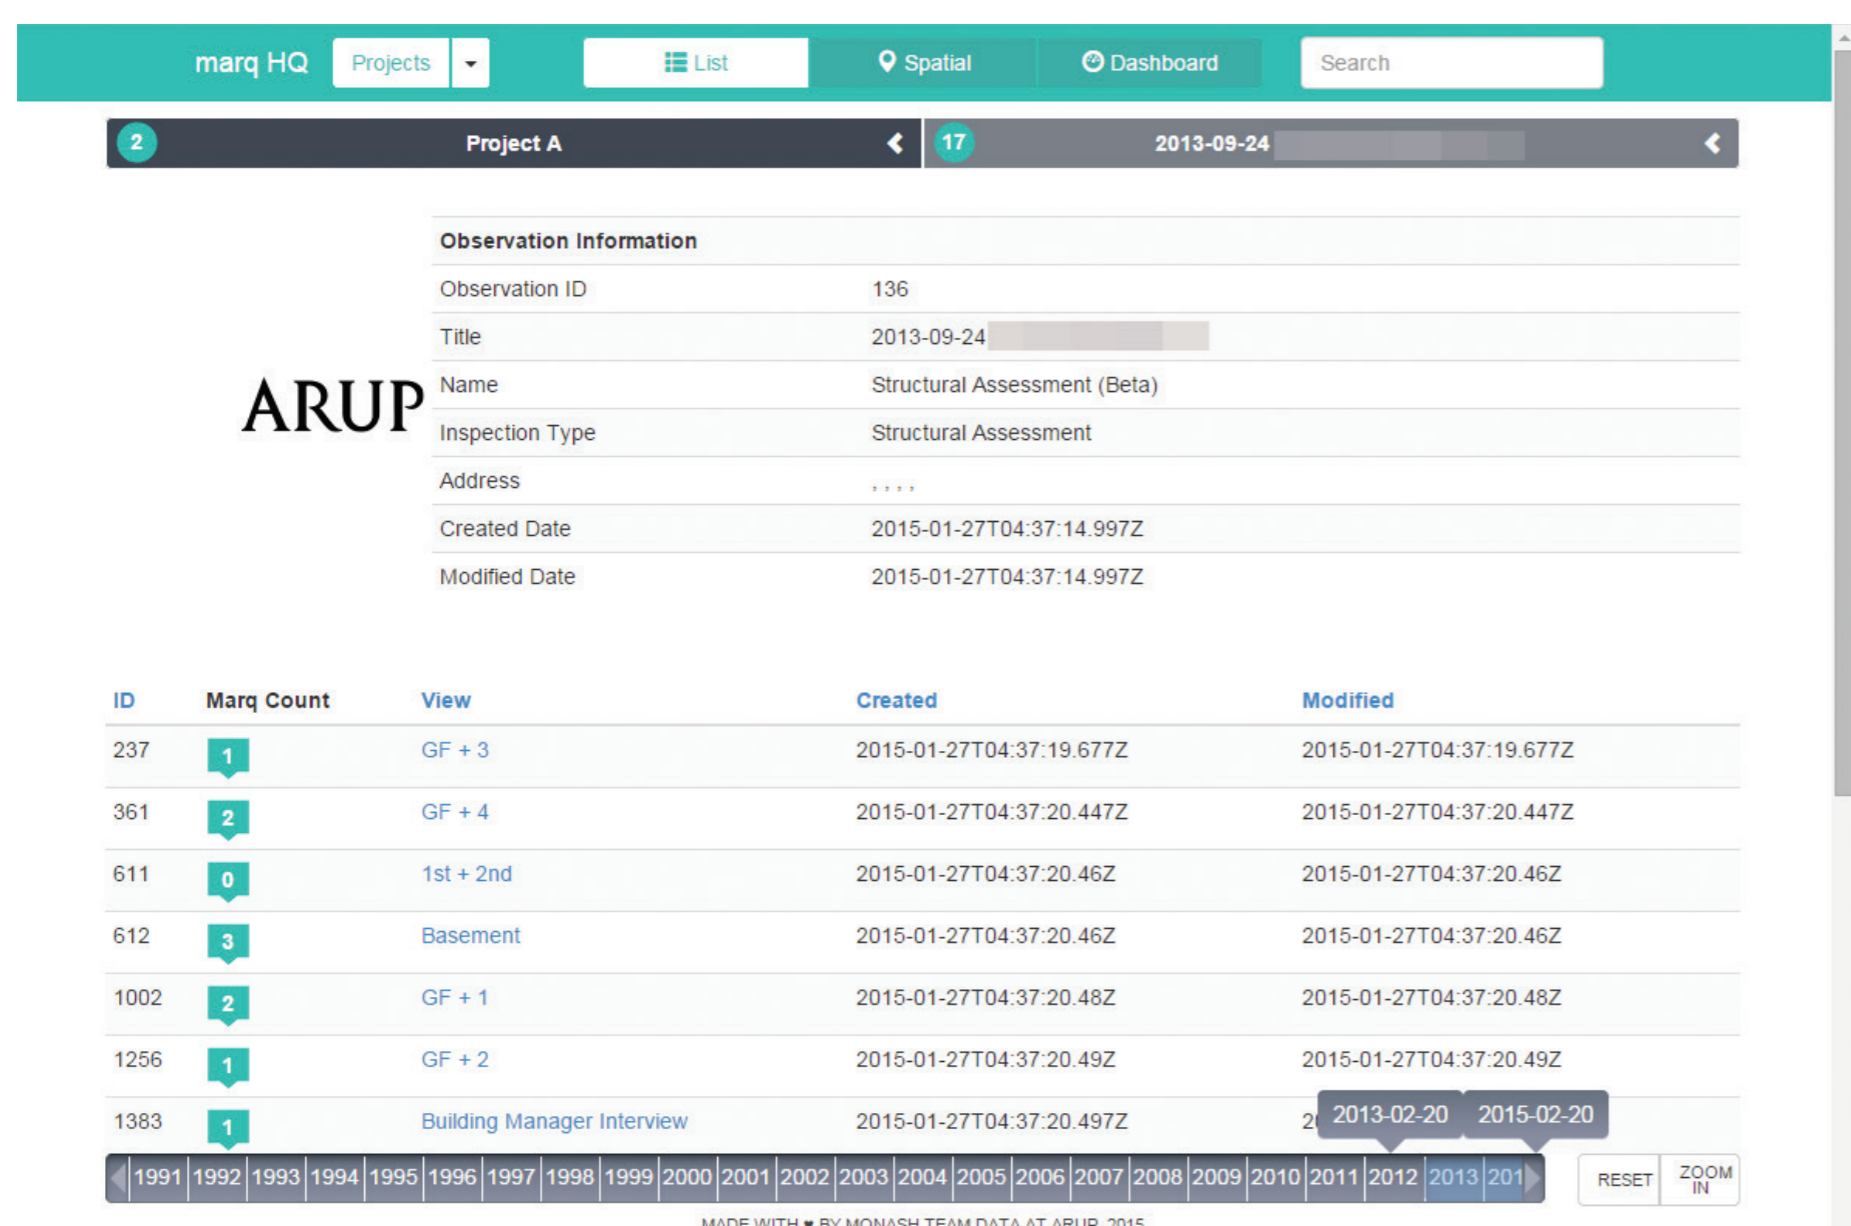 marq HQ Projects List Spatial Dashboard Search
2 Project A 17 2013-09-24
Observation Information
Observation ID 136
Title 2013-09-24
ARUP
Name Structural Assessment (Beta)
Inspection Type Structural Assessment
Address , , , ,
Created Date 2015-01-27T04:37:14.997Z
Modified Date 2015-01-27T04:37:14.997Z
ID Marq Count View Created Modified
237 1 GF + 3 2015-01-27T04:37:19.677Z 2015-01-27T04:37:19.677Z
361 2 GF + 4 2015-01-27T04:37:20.447Z 2015-01-27T04:37:20.447Z
611 0 1st + 2nd 2015-01-27T04:37:20.46Z 2015-01-27T04:37:20.46Z
612 3 Basement 2015-01-27T04:37:20.46Z 2015-01-27T04:37:20.46Z
1002 2 GF + 1 2015-01-27T04:37:20.48Z 2015-01-27T04:37:20.48Z
1256 1 GF + 2 2015-01-27T04:37:20.49Z 2015-01-27T04:37:20.49Z
1383 1 Building Manager Interview 2015-01-27T04:37:20.497Z
2013-02-20 2015-02-20
1991 1992 1993 1994 1995 1996 1997 1998 1999 2000 2001 2002 2003 2004 2005 2006 2007 2008 2009 2010 2011 2012 2013 201
RESET ZOOM IN
MADE WITH ♥ BY MONASH TEAM DATA AT ARUP, 2015